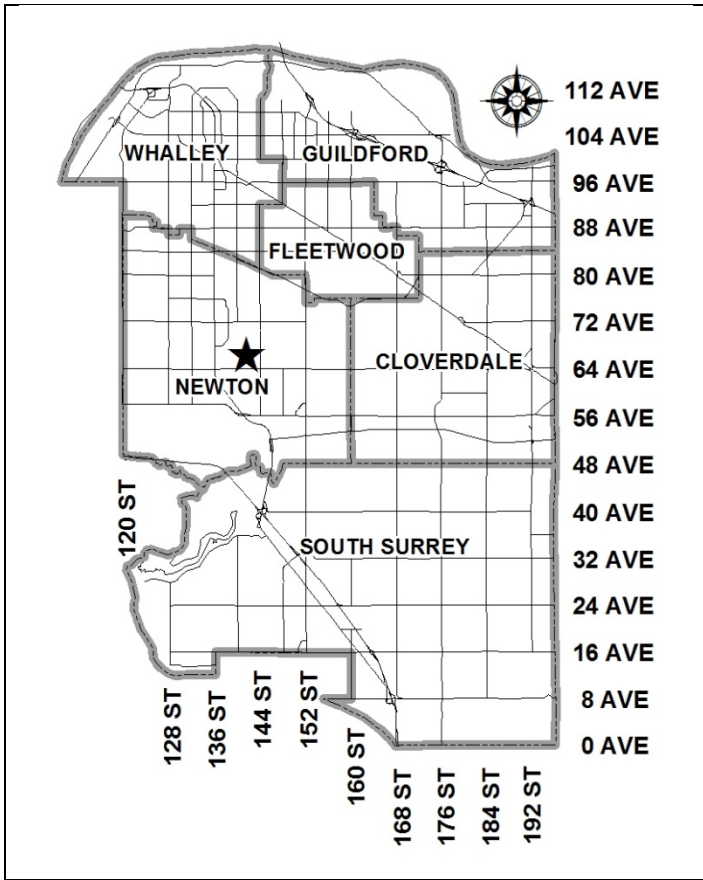 112 AVE
104 AVE
WHALLEY
GUILDFORD
96 AVE
88 AVE
FLEETWOOD
80 AVE
72 AVE
CLOVERDALE
64 AVE
NEWTON
56 AVE
48 AVE
120 ST
40 AVE
SOUTH SURREY
32 AVE
24 AVE
16 AVE
8 AVE
0 AVE
128 ST
136 ST
144 ST
152 ST
160 ST
168 ST
176 ST
184 ST
192 ST